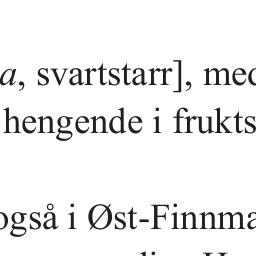 a, svartstarr], med
hengende i frukts
også i Øst-Finnma